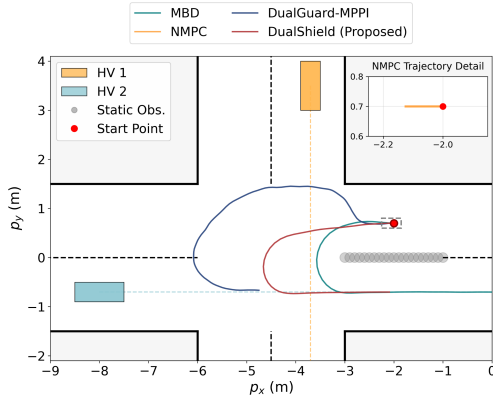 MBD
NMPC
DualGuard-MPPI
DualShield (Proposed)
HV 1
HV 2
Static Obs.
Start Point
NMPC Trajectory Detail
0.8
0.7
0.6
−2.2
−2.0
4
3
2
1
0
−1
−2
p_y (m)
−9
−8
−7
−6
−5
−4
−3
−2
−1
0
p_x (m)